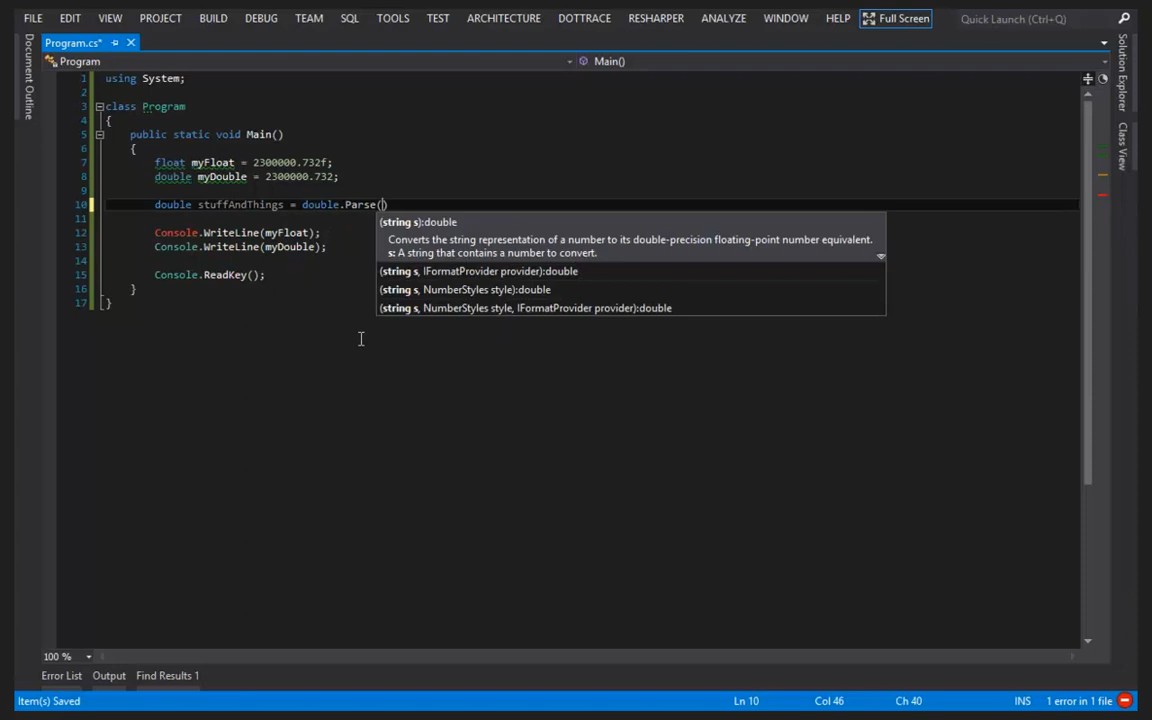 FILE EDIT VIEW PROJECT BUILD DEBUG TEAM SQL TOOLS TEST ARCHITECTURE DOTTRACE RESHARPER ANALYZE WINDOW HELP Full Screen Quick Launch (Ctrl+Q)
Document Outline
Program.cs*
Program Main()
1 using System;
2
3 class Program
4 {
5 public static void Main()
6 {
7 float myFloat = 2300000.732f;
8 double myDouble = 2300000.732;
9
10 double stuffAndThings = double.Parse()
(string s):double
11
Converts the string representation of a number to its double-precision floating-point number equivalent.
12 Console.WriteLine(myFloat);
13 Console.WriteLine(myDouble);
s: A string that contains a number to convert.
14
(string s, IFormatProvider provider):double
15 Console.ReadKey();
16 }
(string s, NumberStyles style):double
17 }
(string s, NumberStyles style, IFormatProvider provider):double
Solution Explorer
Class View
100 %
Error List Output Find Results 1
Item(s) Saved Ln 10 Col 46 Ch 40 INS 1 error in 1 file